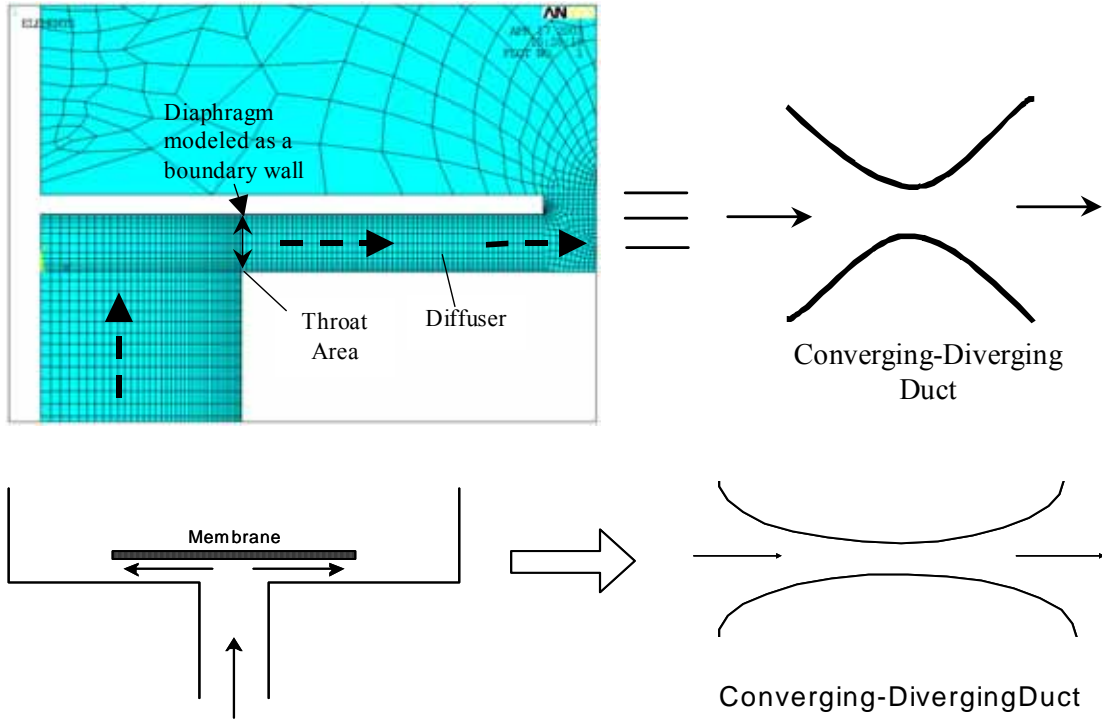 ELEMENTS
AN
Diaphragm
modeled as a
boundary wall
Throat
Area
Diffuser
Converging-Diverging
Duct
Membrane
Converging-DivergingDuct